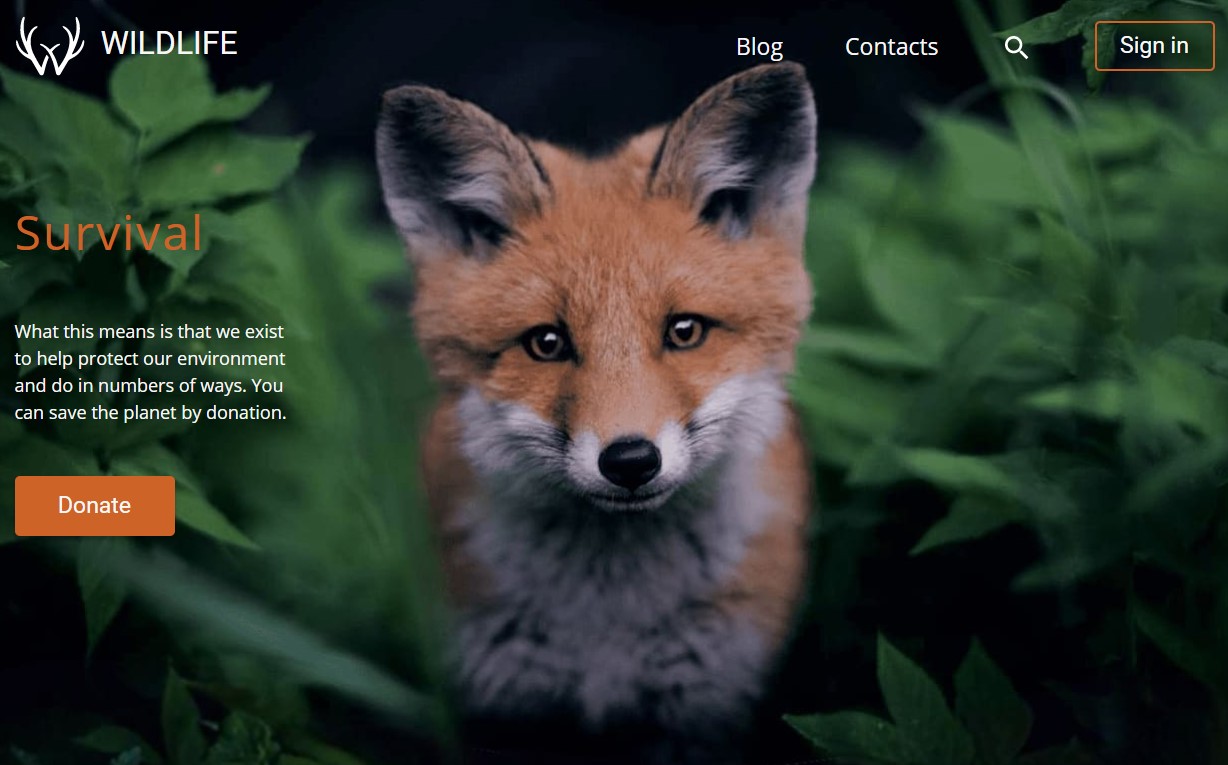 WILDLIFE
Blog
Contacts
Sign in
Survival
What this means is that we exist
to help protect our environment
and do in numbers of ways. You
can save the planet by donation.
Donate